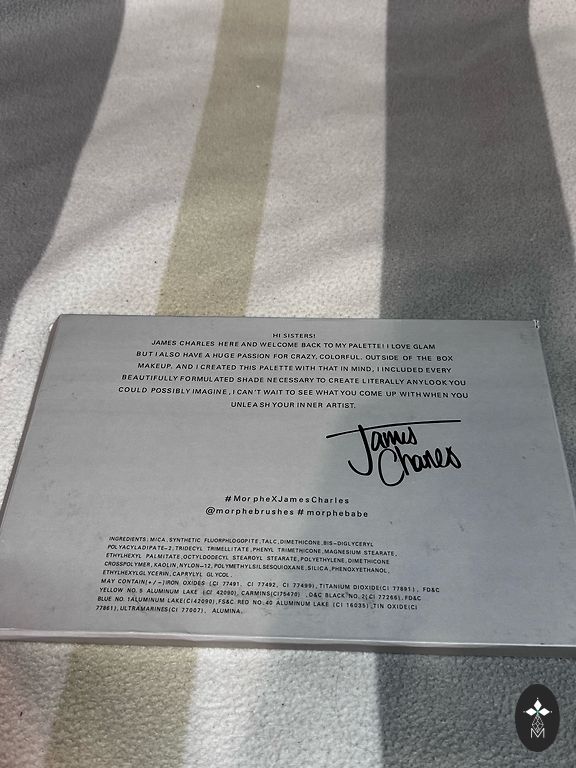 HI SISTERS!
JAMES CHARLES HERE AND WELCOME BACK TO MY PALETTE! I LOVE GLAM
BUT I ALSO HAVE A HUGE PASSION FOR CRAZY, COLORFUL. OUTSIDE OF THE BOX
MAKEUP. AND I CREATED THIS PALETTE WITH THAT IN MIND, I INCLUDED EVERY
BEAUTIFULLY FORMULATED SHADE NECESSARY TO CREATE LITERALLY ANYLOOK YOU
COULD POSSIBLY IMAGINE, I CAN'T WAIT TO SEE WHAT YOU COME UP WITH WHEN YOU
UNLEASH YOUR INNER ARTIST.
James
Charles
#MorpheXJamesCharles
@morphebrushes # morphebabe
INGREDIENTS: MICA, SYNTHETIC FLUORPHLOGOPITE, TALC, DIMETHICONE, BIS-DIGLYCERYL
POLYACYLADIPATE-2, TRIDECYL TRIMELLITATE, PHENYL TRIMETHICONE, MAGNESIUM STEARATE,
ETHYLHEXYL PALMITATE, OCTYLDODECYL STEAROYL STEARATE, POLYETHYLENE, DIMETHICONE
CROSSPOLYMER, KAOLIN, NYLON-12, POLYMETHYLSILSESQUIOXANE, SILICA, PHENOXYETHANOL,
ETHYLHEXYLGLYCERIN, CAPRYLYL GLYCOL.
MAY CONTAIN(+/-) IRON OXIDES (CI 77491, CI 77492, CI 77499), TITANIUM DIOXIDE(CI 77891), FD&C
YELLOW NO.5 ALUMINUM LAKE (CI 42090), CARMINS(CI75470), D&C BLACK NO.2(CI 77266), FD&C
BLUE NO. 1ALUMINUM LAKE(CI42090), FS&C RED NO.40 ALUMINUM LAKE (CI 16035), TIN OXIDE(CI
77861), ULTRAMARINES(CI 77007), ALUMINA.
M